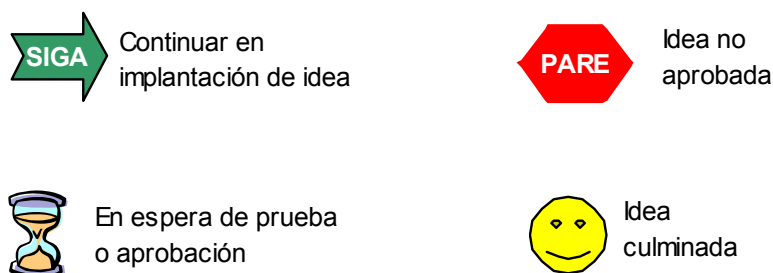 SIGA
Continuar en
implantación de idea
PARE
Idea no
aprobada
En espera de prueba
o aprobación
Idea
culminada